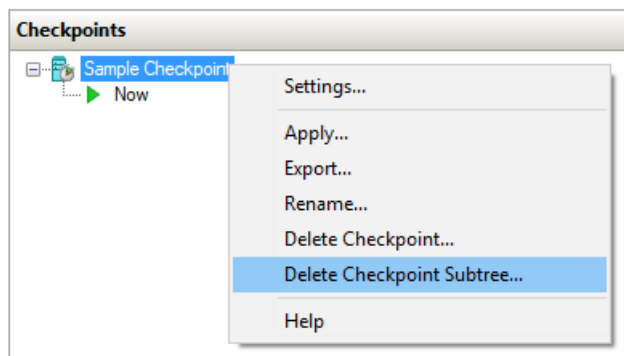 Checkpoints
Sample Checkpoint
Now
Settings...
Apply...
Export...
Rename...
Delete Checkpoint...
Delete Checkpoint Subtree...
Help